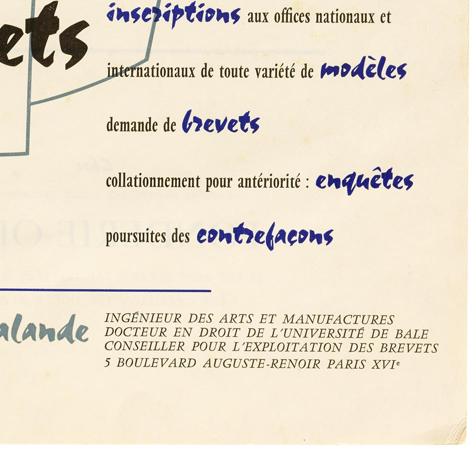 ets
inscriptions aux offices nationaux et
internationaux de toute variété de modèles
demande de brevets
collationnement pour antériorité : enquêtes
poursuites des contrefaçons
alande
INGÉNIEUR DES ARTS ET MANUFACTURES
DOCTEUR EN DROIT DE L'UNIVERSITÉ DE BALE
CONSEILLER POUR L'EXPLOITATION DES BREVETS
5 BOULEVARD AUGUSTE-RENOIR PARIS XVIᵉ